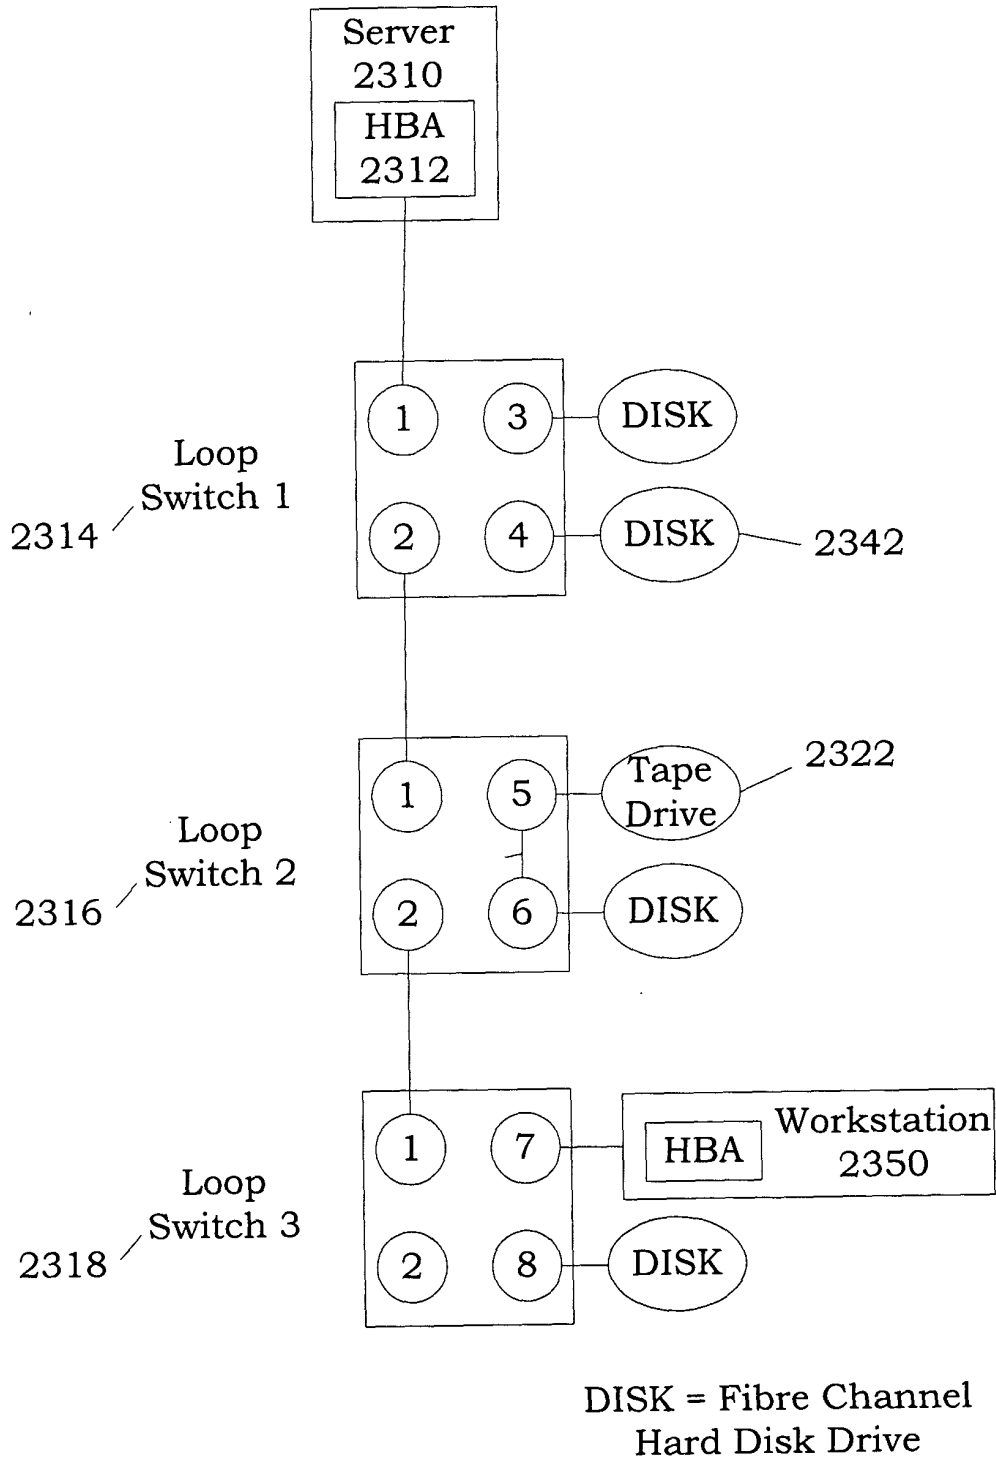 Server
2310
HBA
2312
1
3
DISK
Loop
Switch 1
2314
2
4
DISK
2342
1
5
Tape
Drive
2322
Loop
Switch 2
2316
2
6
DISK
1
7
HBA
Workstation
2350
Loop
Switch 3
2318
2
8
DISK
DISK = Fibre Channel
Hard Disk Drive